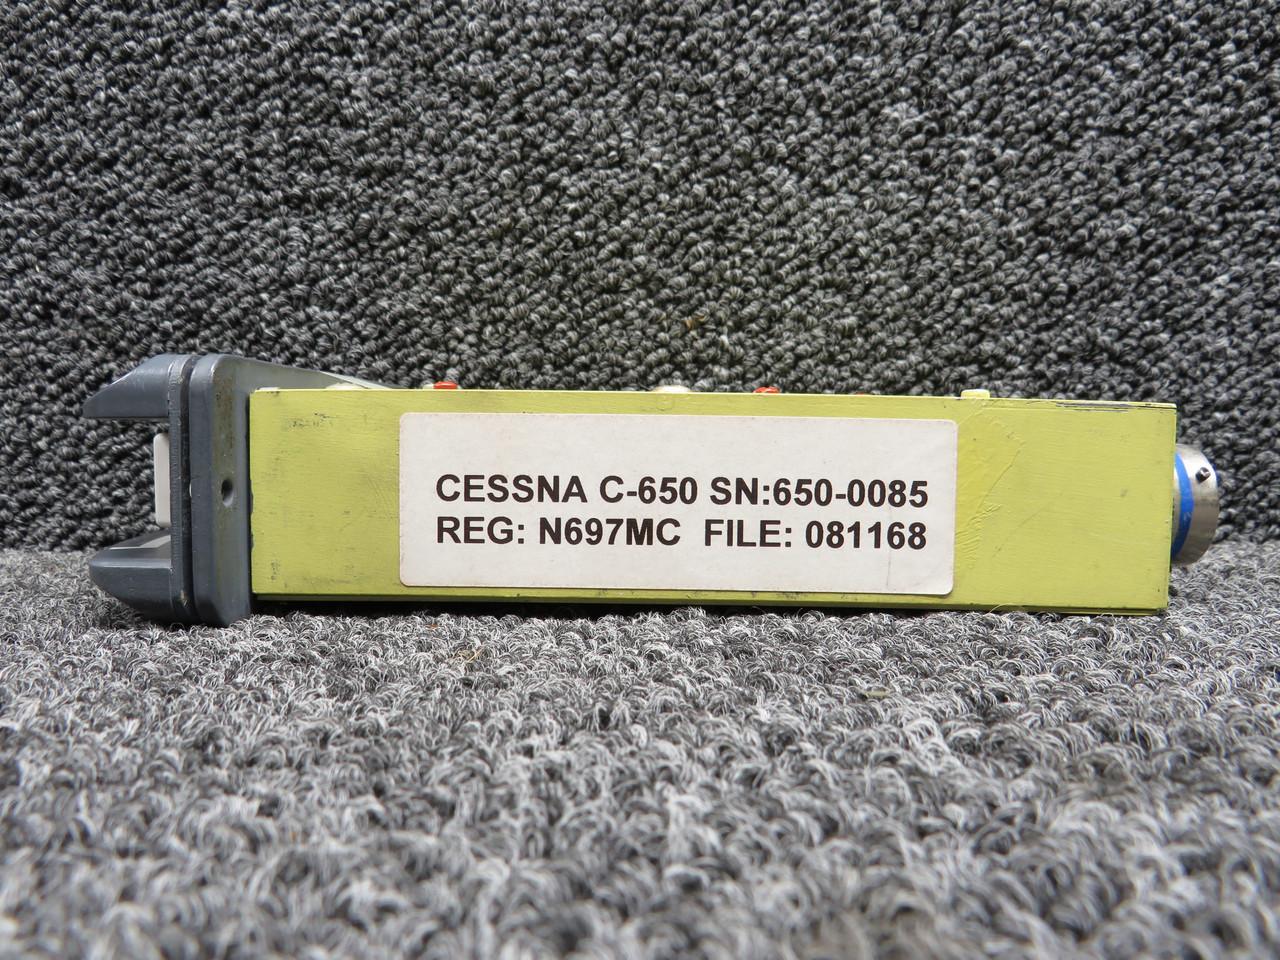 CESSNA C-650 SN:650-0085
REG: N697MC FILE: 081168